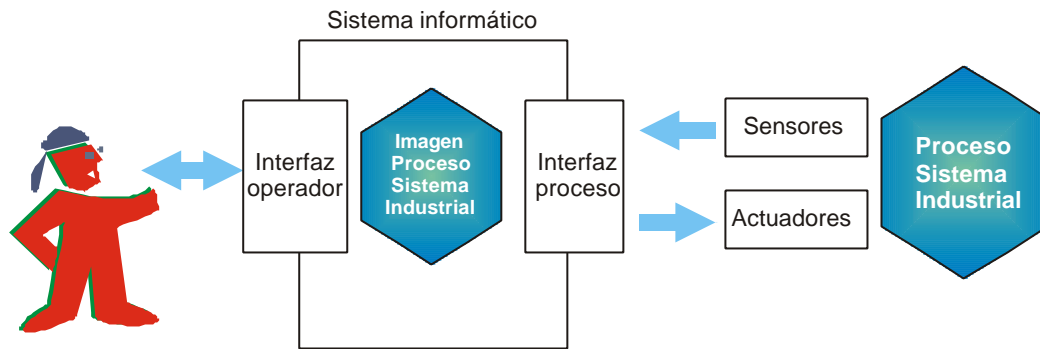 Sistema informático
Interfaz
operador
Imagen
Proceso
Sistema
Industrial
Interfaz
proceso
Sensores
Actuadores
Proceso
Sistema
Industrial